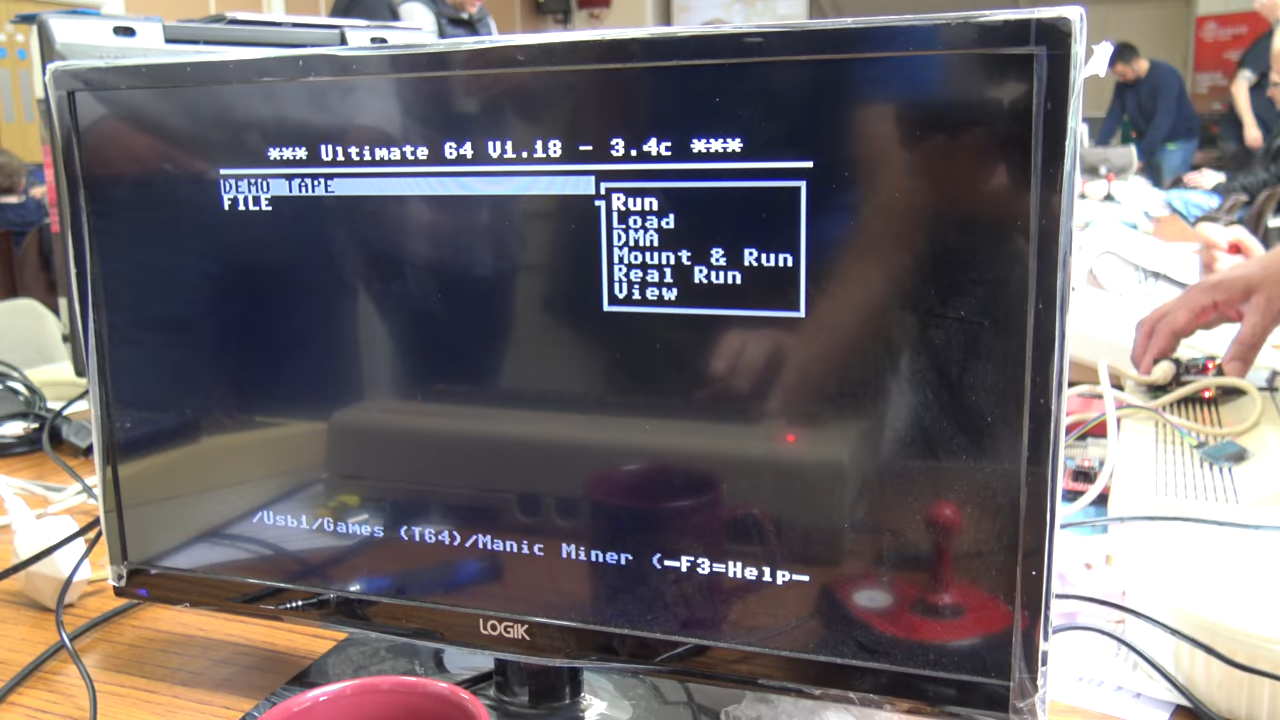 *** Ultimate 64 V1.18 - 3.4c ***
DEMO TAPE
FILE
Run
Load
DMA
Mount & Run
Real Run
View
/Usb1/Games (T64)/Manic Miner (—F3=Help—
LOGIK